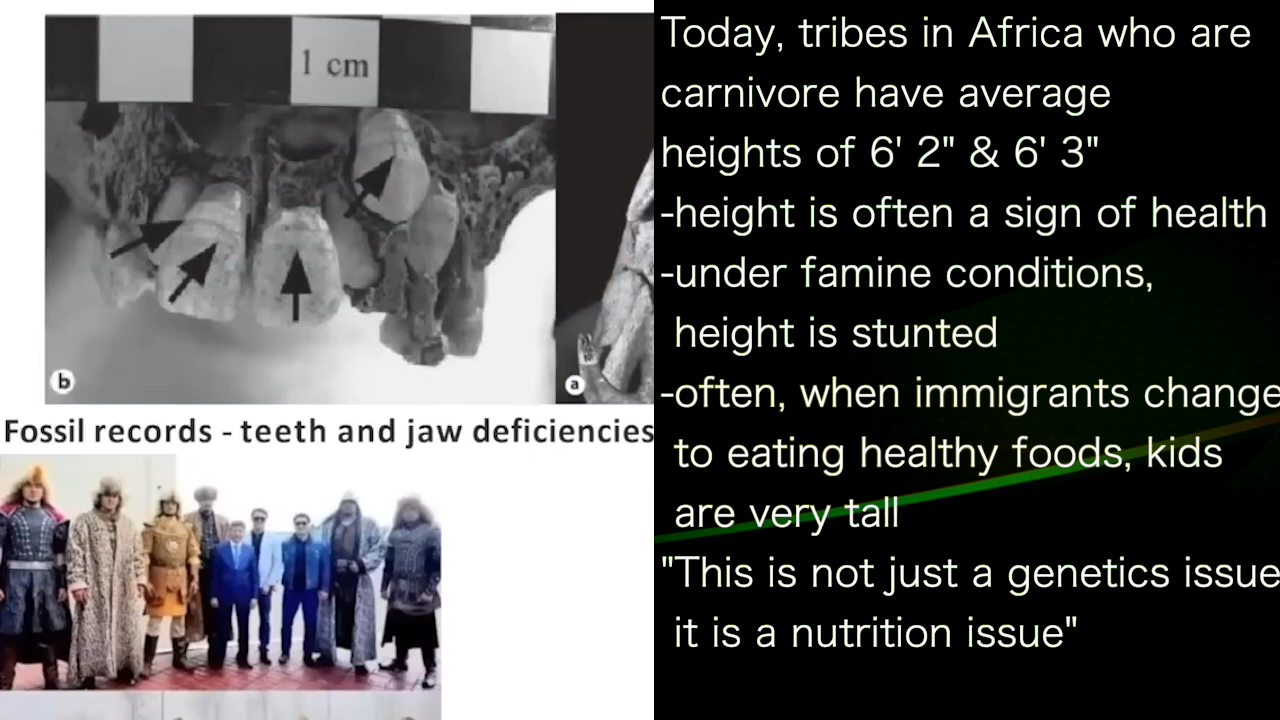 1 cm
b
a
Fossil records - teeth and jaw deficiencies
Today, tribes in Africa who are
carnivore have average
heights of 6' 2" & 6' 3"
-height is often a sign of health
-under famine conditions,
height is stunted
-often, when immigrants change
to eating healthy foods, kids
are very tall
"This is not just a genetics issue
it is a nutrition issue"